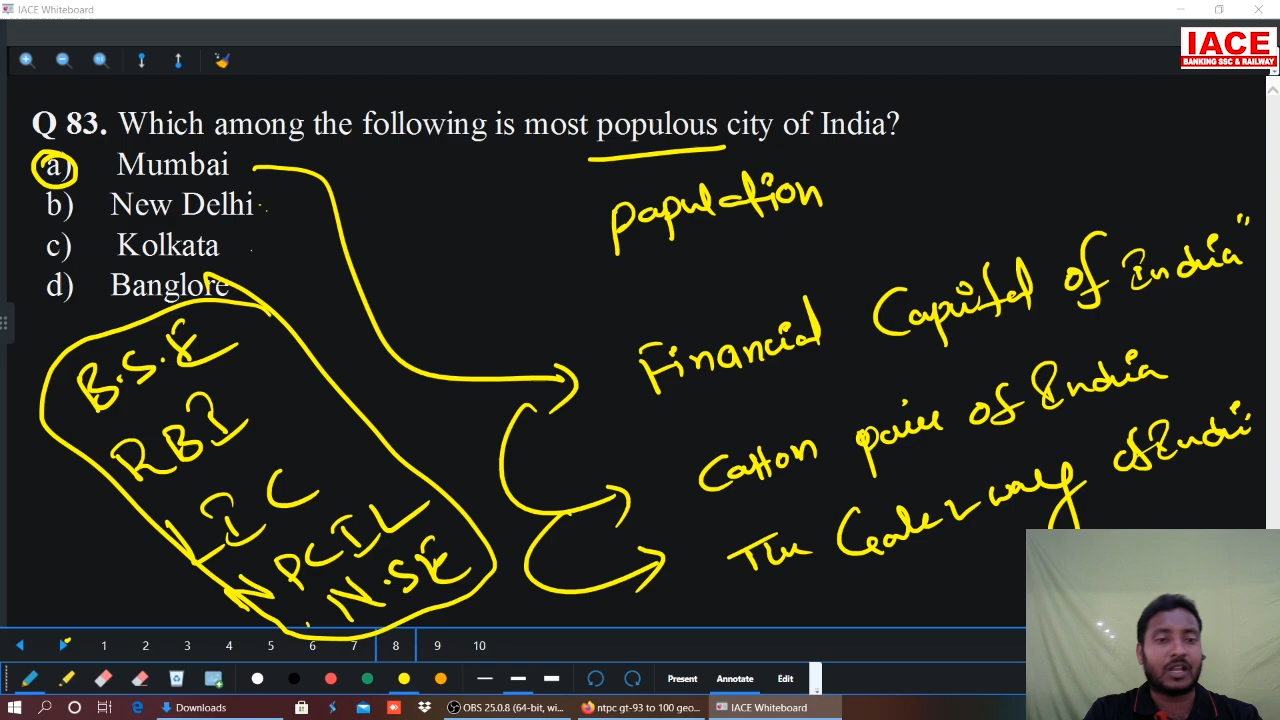 IACE Whiteboard
IACE
BANKING SSC & RAILWAY
Q 83. Which among the following is most populous city of India?
a) Mumbai
b) New Delhi
c) Kolkata
d) Banglore
population
Financial Capital of India"
Cotton of India
The Gateway of India
B.S.E
RBI
LIC
NPCIL
N.SE
1 2 3 4 5 6 7 8 9 10
Present Annotate Edit
Downloads
OBS 25.0.8 (64-bit, wi...
ntpc gt-93 to 100 geo...
IACE Whiteboard